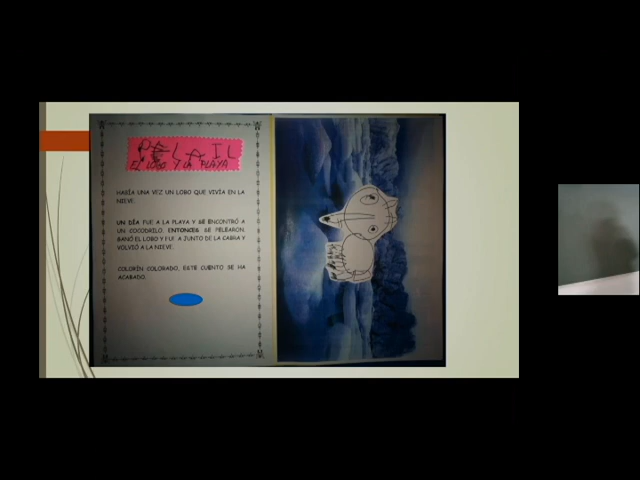 EL LOBO Y LA PLAYA
HABÍA UNA VEZ UN LOBO QUE VIVÍA EN LA
NIEVE.
UN DÍA FUE A LA PLAYA Y SE ENCONTRÓ A
UN COCODRILO. ENTONCES SE PELEARON.
GANÓ EL LOBO Y FUE A JUNTO DE LA CABRA Y
VOLVIÓ A LA NIEVE.
COLORÍN COLORADO, ESTE CUENTO SE HA
ACABADO.